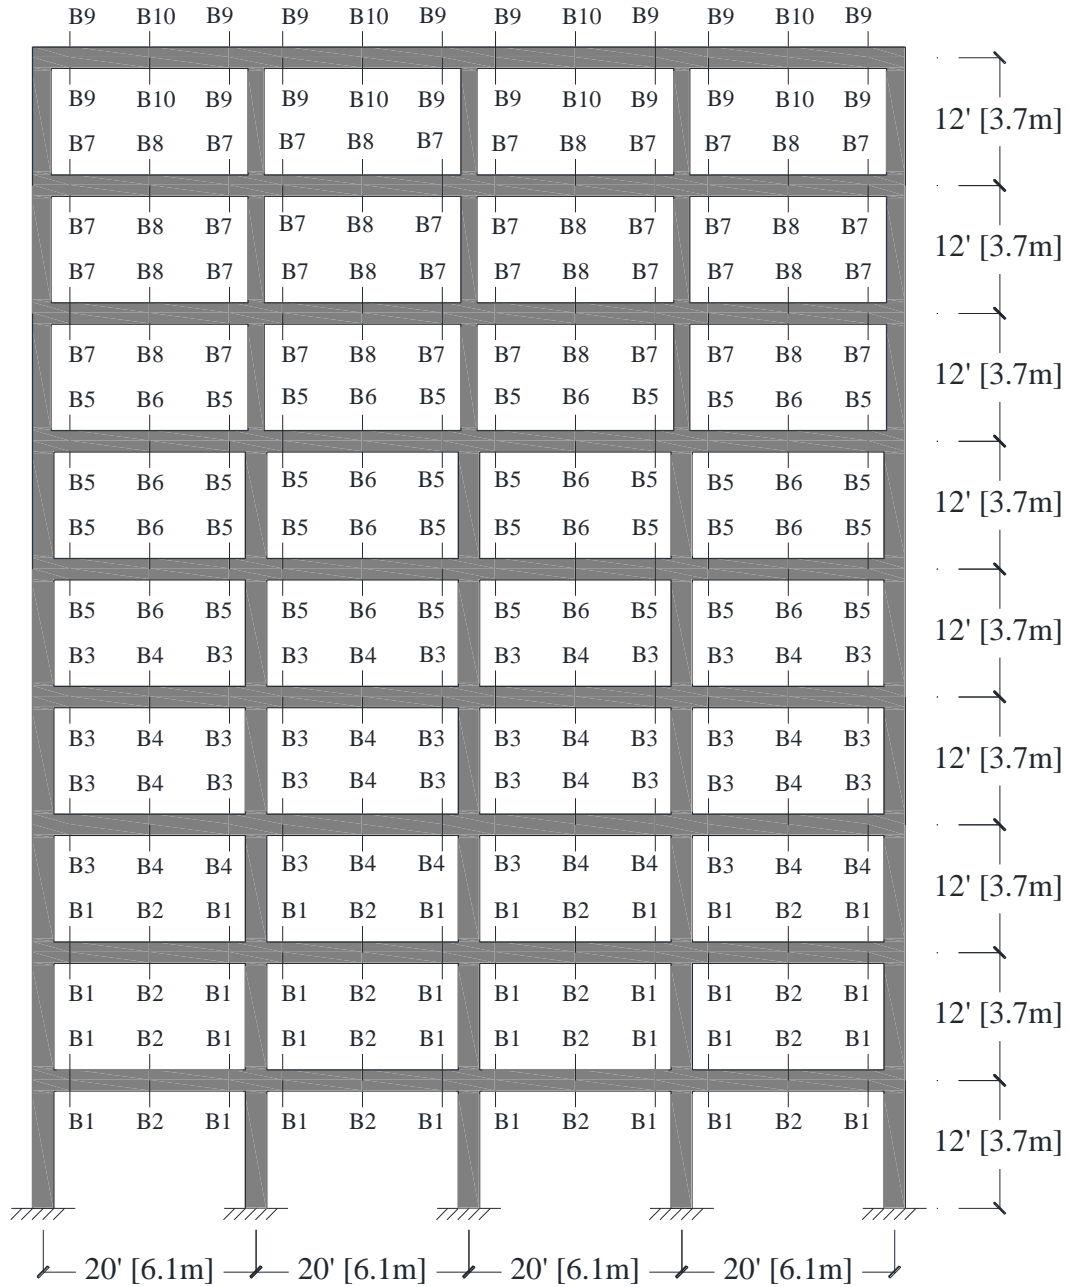 B9 B10 B9 B9 B10 B9 B9 B10 B9 B9 B10 B9
B9 B10 B9 B9 B10 B9 B9 B10 B9 B9 B10 B9
12' [3.7m]
B7 B8 B7 B7 B8 B7 B7 B8 B7 B7 B8 B7
B7 B8 B7 B7 B8 B7 B7 B8 B7 B7 B8 B7
12' [3.7m]
B7 B8 B7 B7 B8 B7 B7 B8 B7 B7 B8 B7
B7 B8 B7 B7 B8 B7 B7 B8 B7 B7 B8 B7
12' [3.7m]
B5 B6 B5 B5 B6 B5 B5 B6 B5 B5 B6 B5
B5 B6 B5 B5 B6 B5 B5 B6 B5 B5 B6 B5
12' [3.7m]
B5 B6 B5 B5 B6 B5 B5 B6 B5 B5 B6 B5
B5 B6 B5 B5 B6 B5 B5 B6 B5 B5 B6 B5
12' [3.7m]
B3 B4 B3 B3 B4 B3 B3 B4 B3 B3 B4 B3
B3 B4 B3 B3 B4 B3 B3 B4 B3 B3 B4 B3
12' [3.7m]
B3 B4 B3 B3 B4 B3 B3 B4 B3 B3 B4 B3
B3 B4 B4 B3 B4 B4 B3 B4 B4 B3 B4 B4
12' [3.7m]
B1 B2 B1 B1 B2 B1 B1 B2 B1 B1 B2 B1
B1 B2 B1 B1 B2 B1 B1 B2 B1 B1 B2 B1
12' [3.7m]
B1 B2 B1 B1 B2 B1 B1 B2 B1 B1 B2 B1
B1 B2 B1 B1 B2 B1 B1 B2 B1 B1 B2 B1
12' [3.7m]
20' [6.1m] 20' [6.1m] 20' [6.1m] 20' [6.1m]